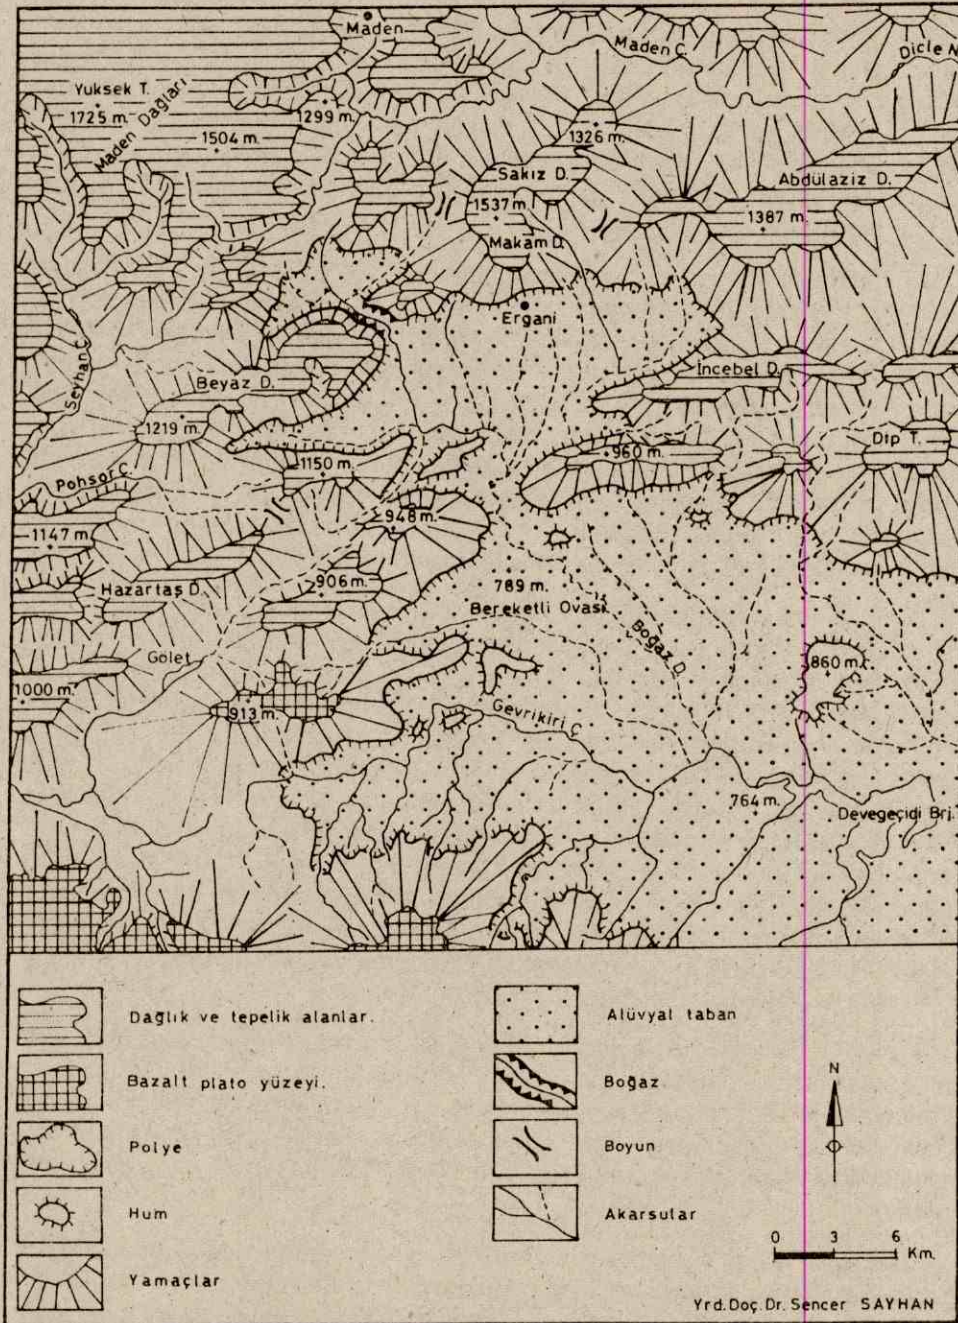 Maden
Maden Ç.
Dicle N.
Yuksek T.
1725 m.
Maden Dağları
1504 m.
1299 m.
1326 m.
Sakız D.
1537 m.
Makam D.
Abdülaziz D.
1387 m.
Ergani
Seyhan Ç.
Beyaz D.
1219 m.
İncebel D.
Dip T.
960 m.
1150 m.
Pohsor Ç.
948 m.
1147 m
906 m.
Hazartaş D.
789 m.
Bereketli Ovası
Boğaz D.
Gölet
860 m.
1000 m.
913 m.
Gevrikiri Ç.
764 m.
Devegeçidi Brj.
Dağlık ve tepelik alanlar.
Bazalt plato yüzeyi.
Polye
Hum
Yamaçlar
Alüvyal taban
Boğaz
Boyun
Akarsular
N
0 3 6
Km.
Yrd.Doç.Dr. Sencer SAYHAN